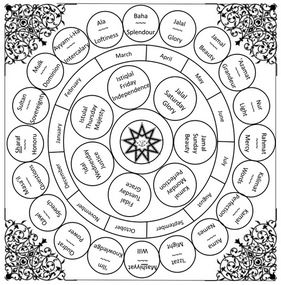 Baha
Splendour
Jalal
Glory
Jamal
Beauty
'Azamat
Grandeur
Nur
Light
Rahmat
Mercy
Kalimat
Words
Kamal
Perfection
Asma
Names
'Izzat
Might
Mashiyyat
Will
'Ilm
Knowledge
Qudrat
Power
Qawl
Speech
Masa'il
Sharaf
Honoru
Sultan
Sovereignty
Mulk
Dominion
Ayyam-i-Ha
Intercalary
Ala
Loftiness
March
April
May
June
July
August
September
October
November
December
January
February
Istiqlal
Friday
Independence
Jalal
Saturday
Glory
Jamal
Sunday
Beauty
Kamal
Monday
Perfection
Fidal
Tuesday
Grace
Idal
Wednesday
Justice
Istijlal
Thursday
Majesty